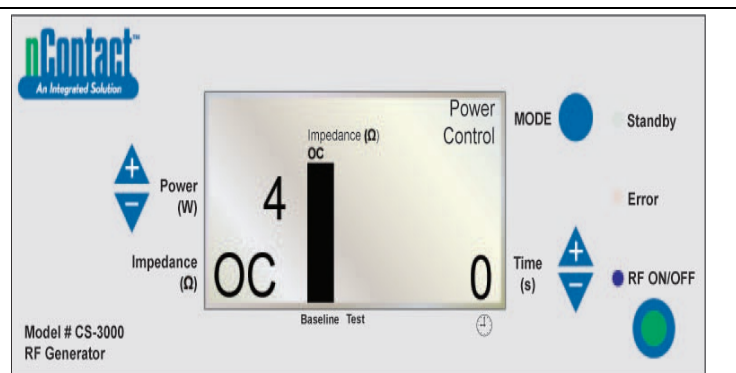 nContact™
An Integrated Solution
Power
Control
MODE
Standby
Impedance (Ω)
OC
+
Power
(W)
4
Error
–
Impedance
(Ω)
OC
0
Time
(s)
+
–
RF ON/OFF
Baseline Test
Model # CS-3000
RF Generator